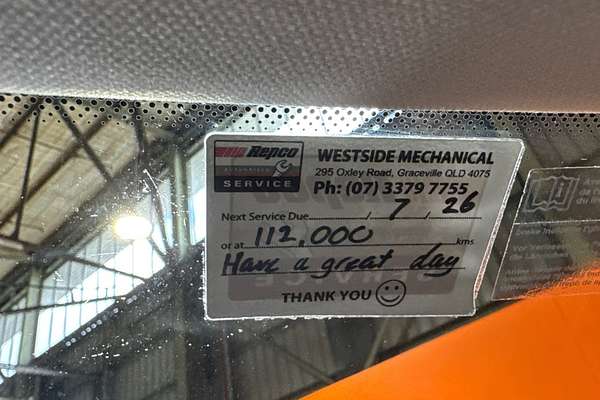 Repco
AUTHORISED
SERVICE
WESTSIDE MECHANICAL
295 Oxley Road, Graceville QLD 4075
Ph: (07) 3379 7755
Next Service Due / 7 / 26
or at 112,000 kms
Have a great day
THANK YOU